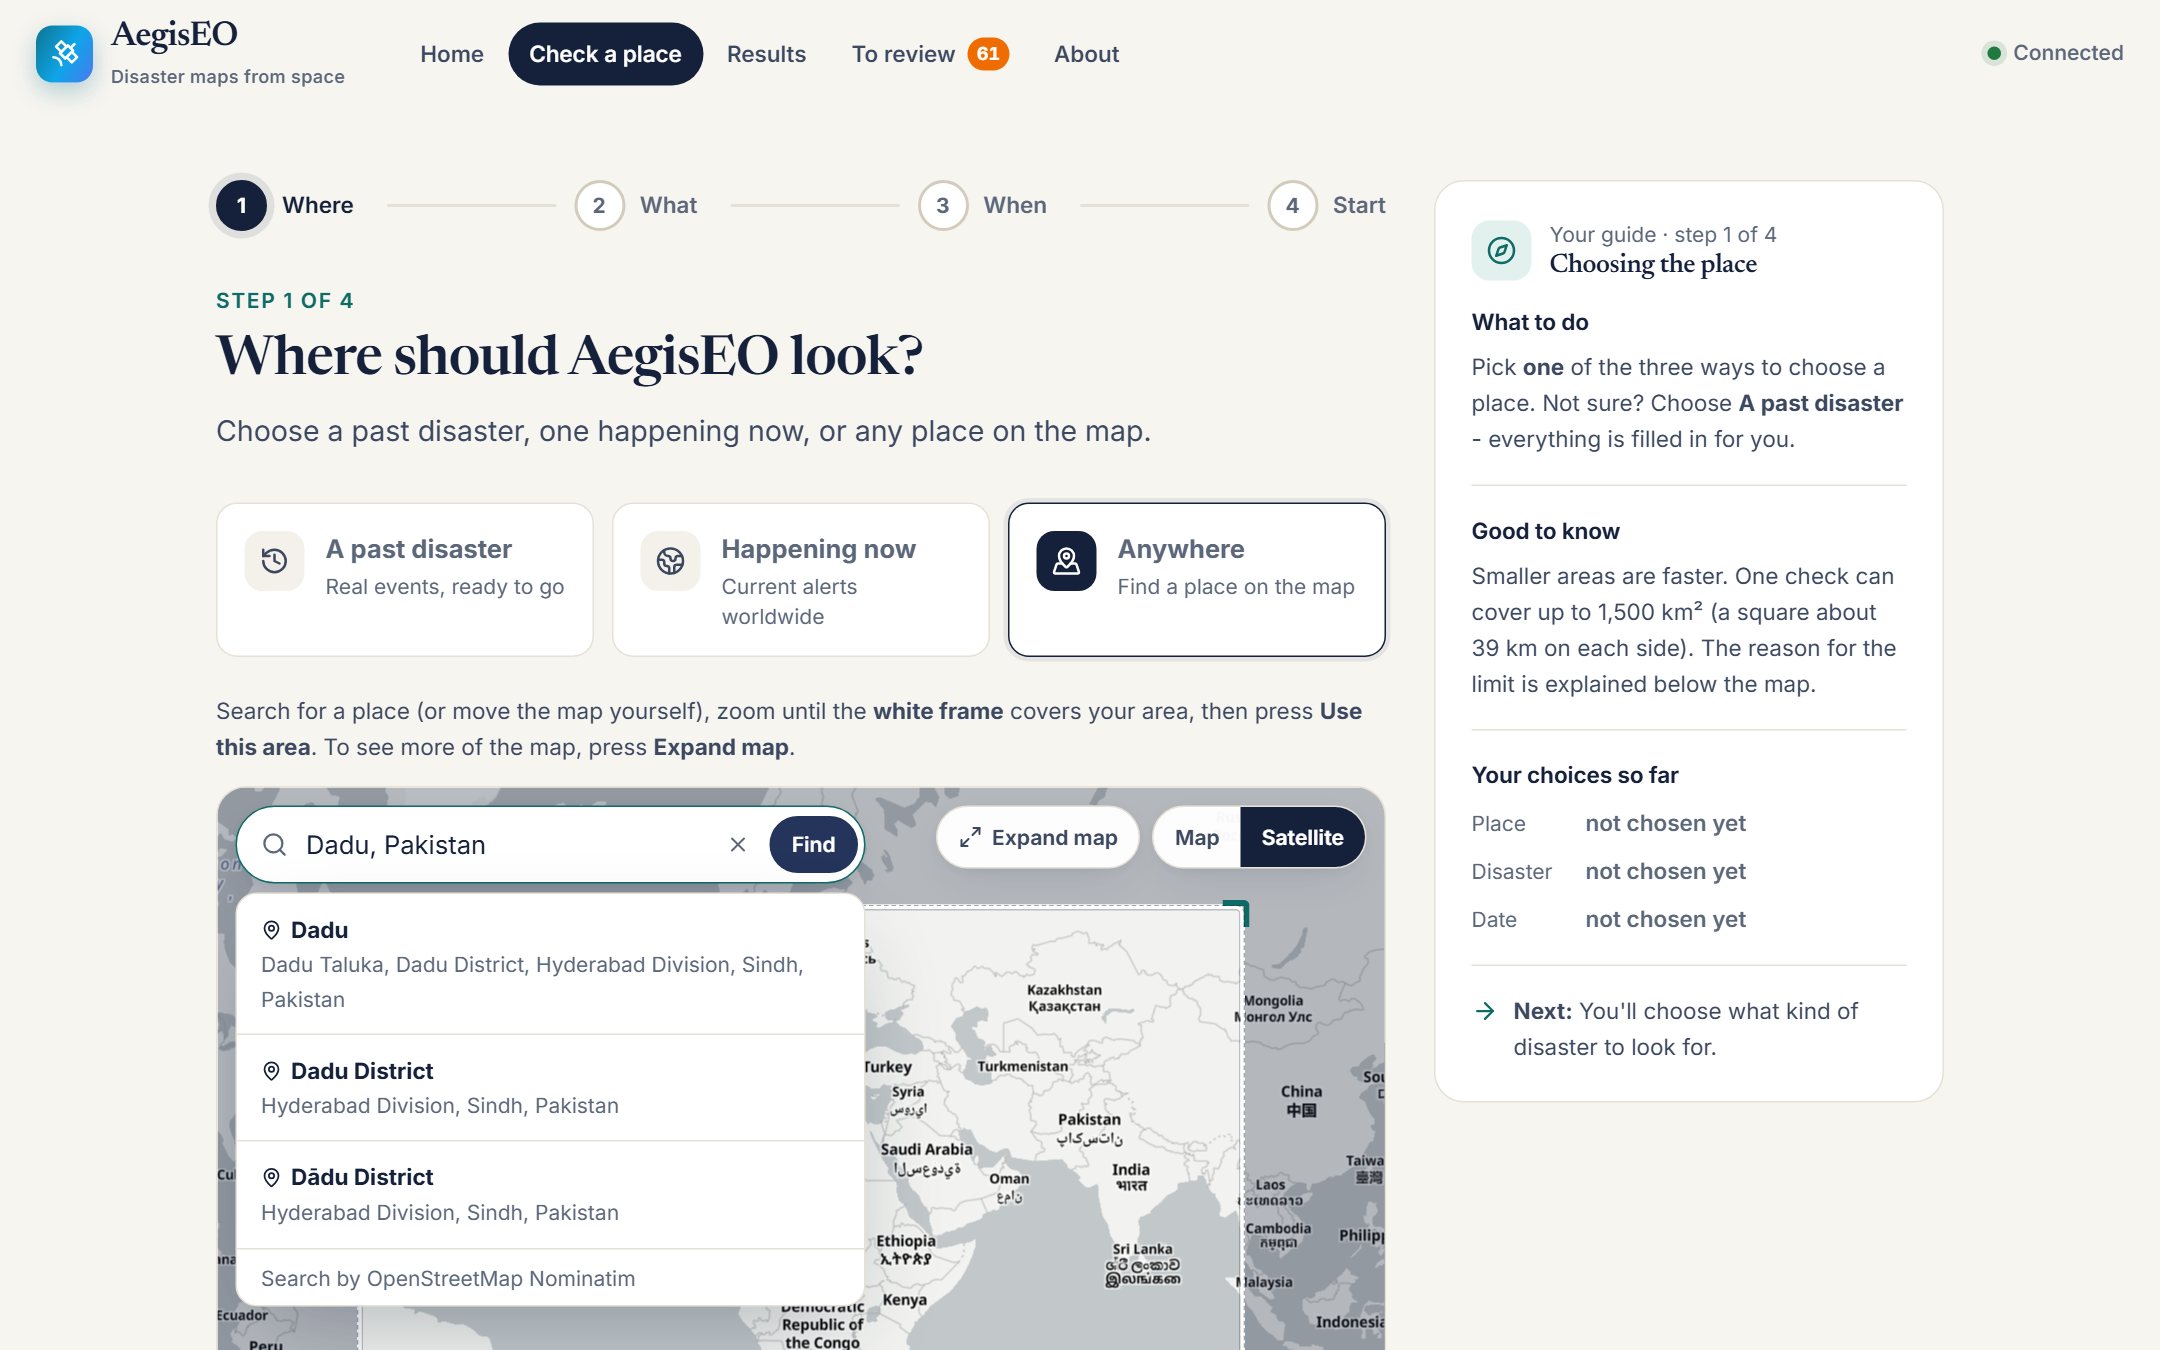 AegisEO
Disaster maps from space
Home
Check a place
Results
To review 61
About
Connected
1 Where
2 What
3 When
4 Start
STEP 1 OF 4
Where should AegisEO look?
Choose a past disaster, one happening now, or any place on the map.
A past disaster
Real events, ready to go
Happening now
Current alerts
worldwide
Anywhere
Find a place on the map
Search for a place (or move the map yourself), zoom until the white frame covers your area, then press Use
this area. To see more of the map, press Expand map.
Dadu, Pakistan
Find
Expand map
Map
Satellite
Dadu
Dadu Taluka, Dadu District, Hyderabad Division, Sindh,
Pakistan
Dadu District
Hyderabad Division, Sindh, Pakistan
Dādu District
Hyderabad Division, Sindh, Pakistan
Search by OpenStreetMap Nominatim
Kazakhstan
Қазақстан
Mongolia
Монгол Улс
Turkey
Turkmenistan
Syria
China
中国
Pakistan
Saudi Arabia
Taiwa
臺灣
India
भारत
Oman
Laos
Cambodia
កម្ពុជា
Philipp
Ethiopia
ኢትዮጵያ
Sri Lanka
ශ්‍රී ලංකාව
இலங்கை
Malaysia
Kenya
Democratic
Republic of
the Congo
Ecuador
Peru
Indonesia
Your guide · step 1 of 4
Choosing the place
What to do
Pick one of the three ways to choose a
place. Not sure? Choose A past disaster
- everything is filled in for you.
Good to know
Smaller areas are faster. One check can
cover up to 1,500 km² (a square about
39 km on each side). The reason for the
limit is explained below the map.
Your choices so far
Place not chosen yet
Disaster not chosen yet
Date not chosen yet
Next: You'll choose what kind of
disaster to look for.